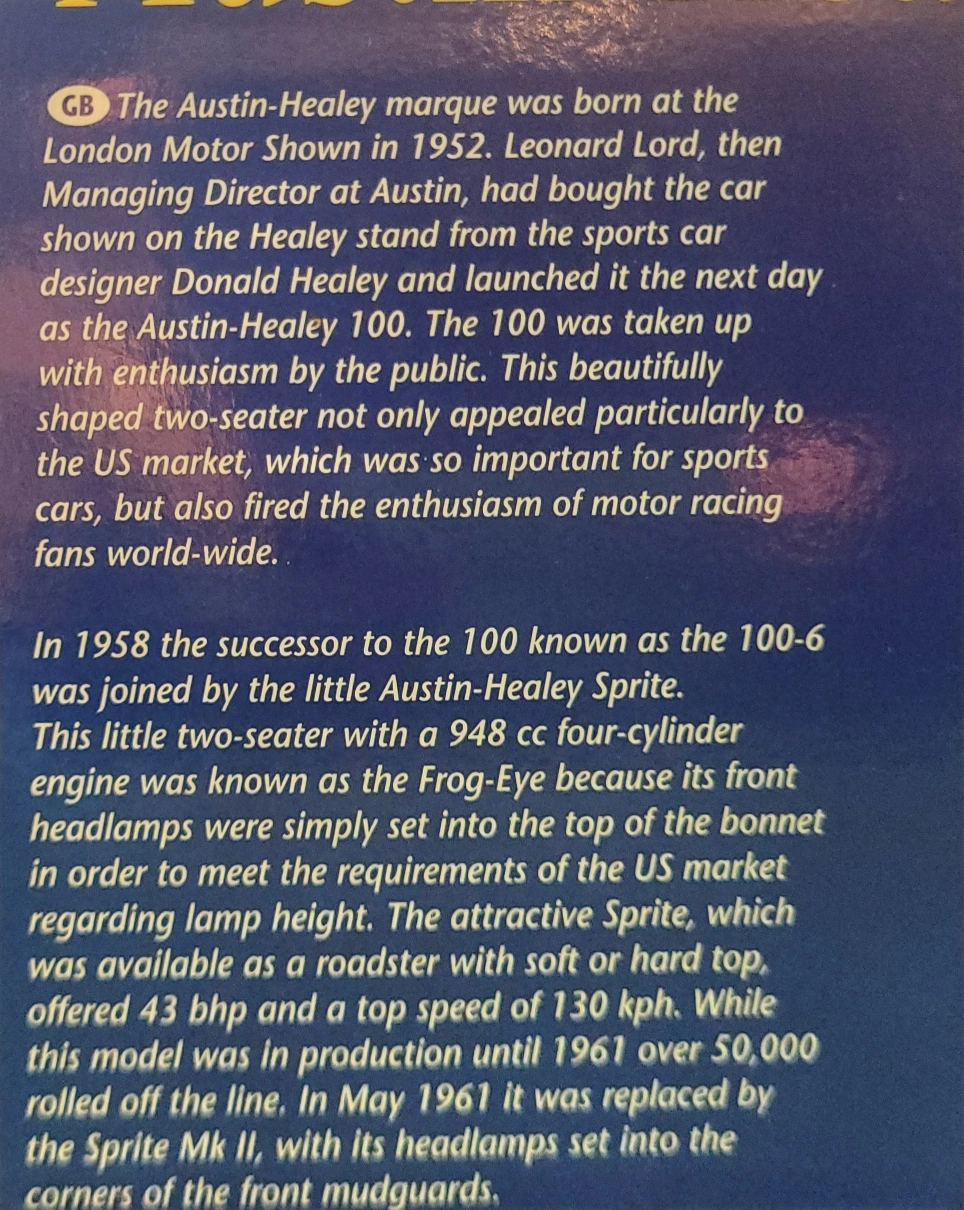 GB The Austin-Healey marque was born at the
London Motor Shown in 1952. Leonard Lord, then
Managing Director at Austin, had bought the car
shown on the Healey stand from the sports car
designer Donald Healey and launched it the next day
as the Austin-Healey 100. The 100 was taken up
with enthusiasm by the public. This beautifully
shaped two-seater not only appealed particularly to
the US market, which was so important for sports
cars, but also fired the enthusiasm of motor racing
fans world-wide.
In 1958 the successor to the 100 known as the 100-6
was joined by the little Austin-Healey Sprite.
This little two-seater with a 948 cc four-cylinder
engine was known as the Frog-Eye because its front
headlamps were simply set into the top of the bonnet
in order to meet the requirements of the US market
regarding lamp height. The attractive Sprite, which
was available as a roadster with soft or hard top,
offered 43 bhp and a top speed of 130 kph. While
this model was in production until 1961 over 50,000
rolled off the line. In May 1961 it was replaced by
the Sprite Mk II, with its headlamps set into the
corners of the front mudguards.